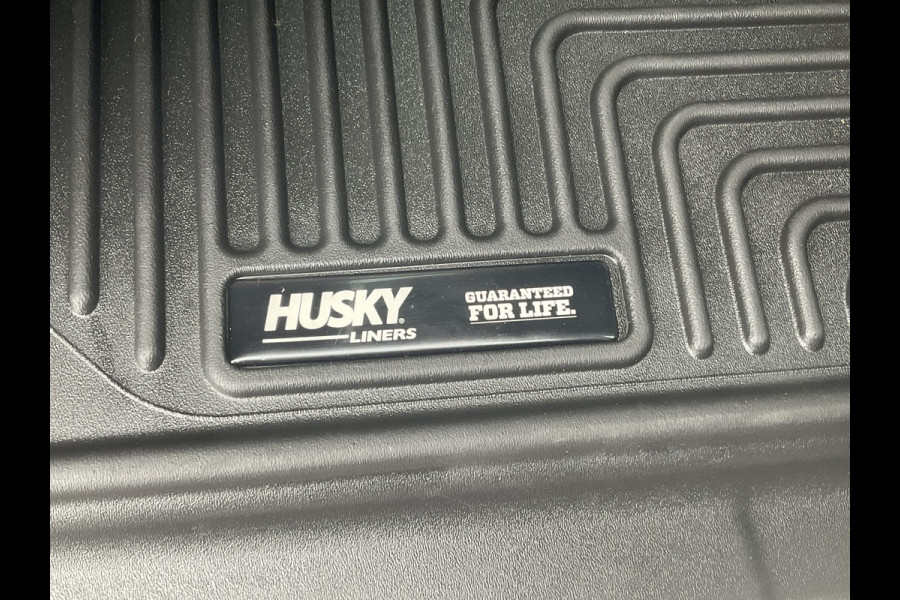 HUSKY
LINERS
GUARANTEED
FOR LIFE.